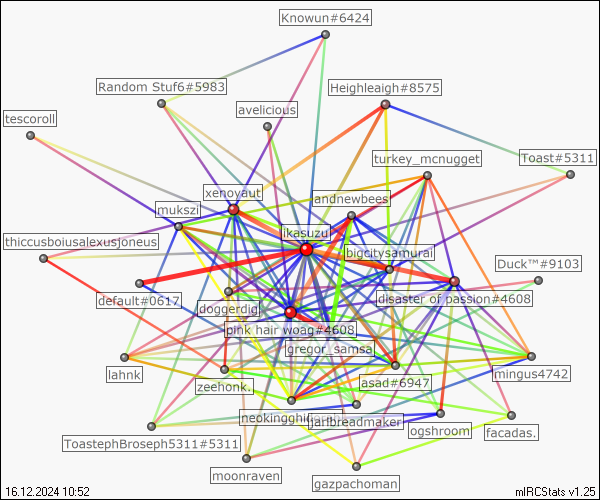 Knowun#6424
Random Stuf6#5983
Heighleaigh#8575
avelicious
tescoroll
turkey_mcnugget
Toast#5311
xenovaut
andnewbees
mukszi
ikasuzu
thiccusboiusalexusjoneus
bigcitysamurai
Duck™#9103
default#0617
disaster of passion#4608
doggerdig
pink hair woag#4608
gregor_samsa
lahnk
zeehonk.
asad#6947
mingus4742
neokingghidorah
jarlbreadmaker
ogshroom
facadas.
ToastephBroseph5311#5311
moonraven
gazpachoman
16.12.2024 10:52
mIRCStats v1.25